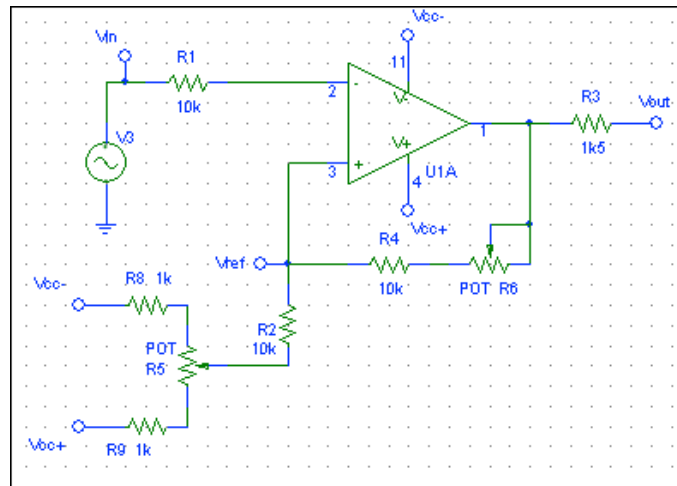 Vin
R1
10k
V3
Vcc-
11
2
-
V-
V+
+
3
1
4
U1A
Vcc+
R3
1k5
Vout
Vref
R4
10k
POT R6
Vcc-
R8 1k
R2
10k
POT
R5
Vcc+
R9 1k